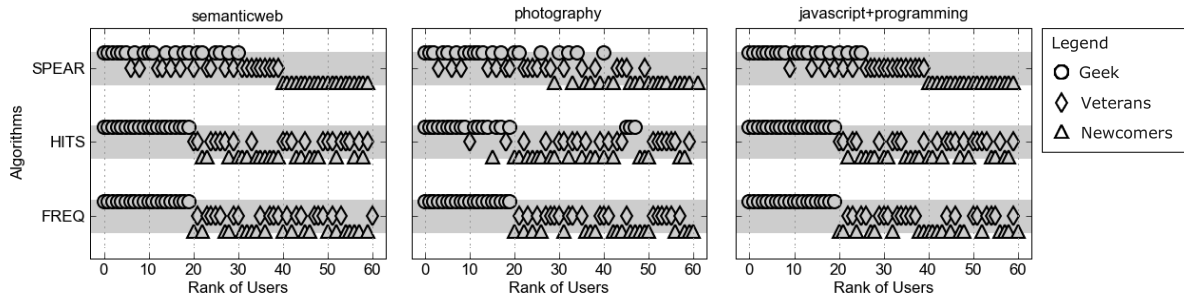 semanticweb
photography
javascript+programming
Algorithms
SPEAR
HITS
FREQ
0 10 20 30 40 50 60
0 10 20 30 40 50 60
0 10 20 30 40 50 60
Rank of Users
Rank of Users
Rank of Users
Legend
Geek
Veterans
Newcomers